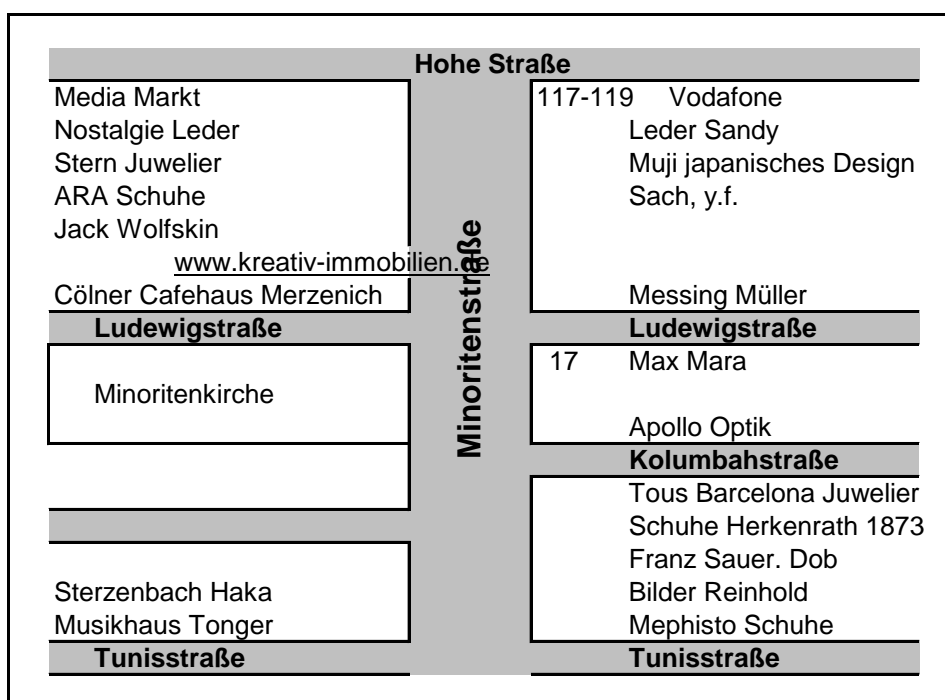 Hohe Straße
Media Markt
117-119 Vodafone
Nostalgie Leder
Leder Sandy
Stern Juwelier
Muji japanisches Design
ARA Schuhe
Sach, y.f.
Jack Wolfskin
www.kreativ-immobilien.de
Cölner Cafehaus Merzenich
Messing Müller
Minoritenstraße
Ludewigstraße
Ludewigstraße
17 Max Mara
Minoritenkirche
Apollo Optik
Kolumbahstraße
Tous Barcelona Juwelier
Schuhe Herkenrath 1873
Franz Sauer. Dob
Sterzenbach Haka
Bilder Reinhold
Musikhaus Tonger
Mephisto Schuhe
Tunisstraße
Tunisstraße